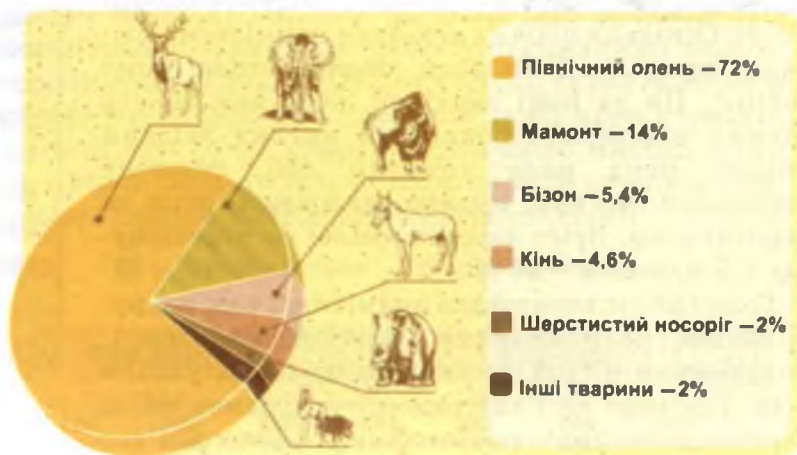 Північний олень –72%
Мамонт –14%
Бізон –5,4%
Кінь –4,6%
Шерстистий носоріг –2%
Інші тварини –2%